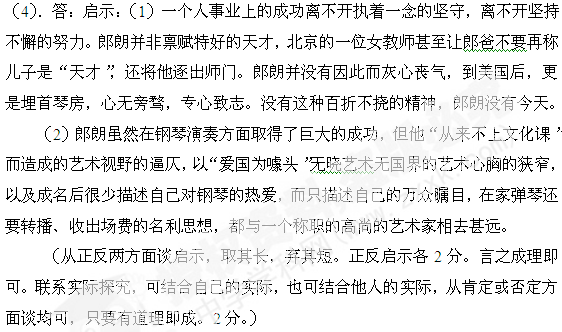 (4). 答：启示：(1) 一个人事业上的成功离不开执着一念的坚守，离不开坚持
不懈的努力。郎朗并非禀赋特好的天才，北京的一位女教师甚至让郎爸不要再称
儿子是“天才”，还将他逐出师门。郎朗并没有因此而灰心丧气，到美国后，更
是埋首琴房，心无旁骛，专心致志。没有这种百折不挠的精神，郎朗没有今天。
(2) 郎朗虽然在钢琴演奏方面取得了巨大的成功，但他“从来不上文化课”
而造成的艺术视野的逼仄，以“爱国为噱头”无晓艺术无国界的艺术心胸的狭窄，
以及成名后很少描述自己对钢琴的热爱，而只描述自己的万众瞩目，在家弹琴还
要转播、收出场费的名利思想，都与一个称职的高尚的艺术家相去甚远。
（从正反两方面谈启示，取其长，弃其短。正反启示各 2 分。言之成理即
可。联系实际探究，可结合自己的实际，也可结合他人的实际，从肯定或否定方
面谈均可，只要有道理即成。2 分。）